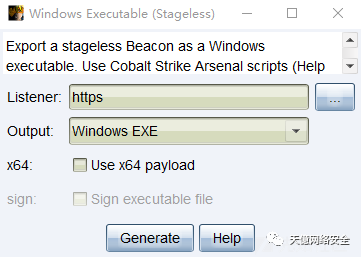 Windows Executable (Stageless)
Export a stageless Beacon as a Windows
executable. Use Cobalt Strike Arsenal scripts (Help
Listener: https ...
Output: Windows EXE
x64: Use x64 payload
sign: Sign executable file
Generate Help
天傲网络安全